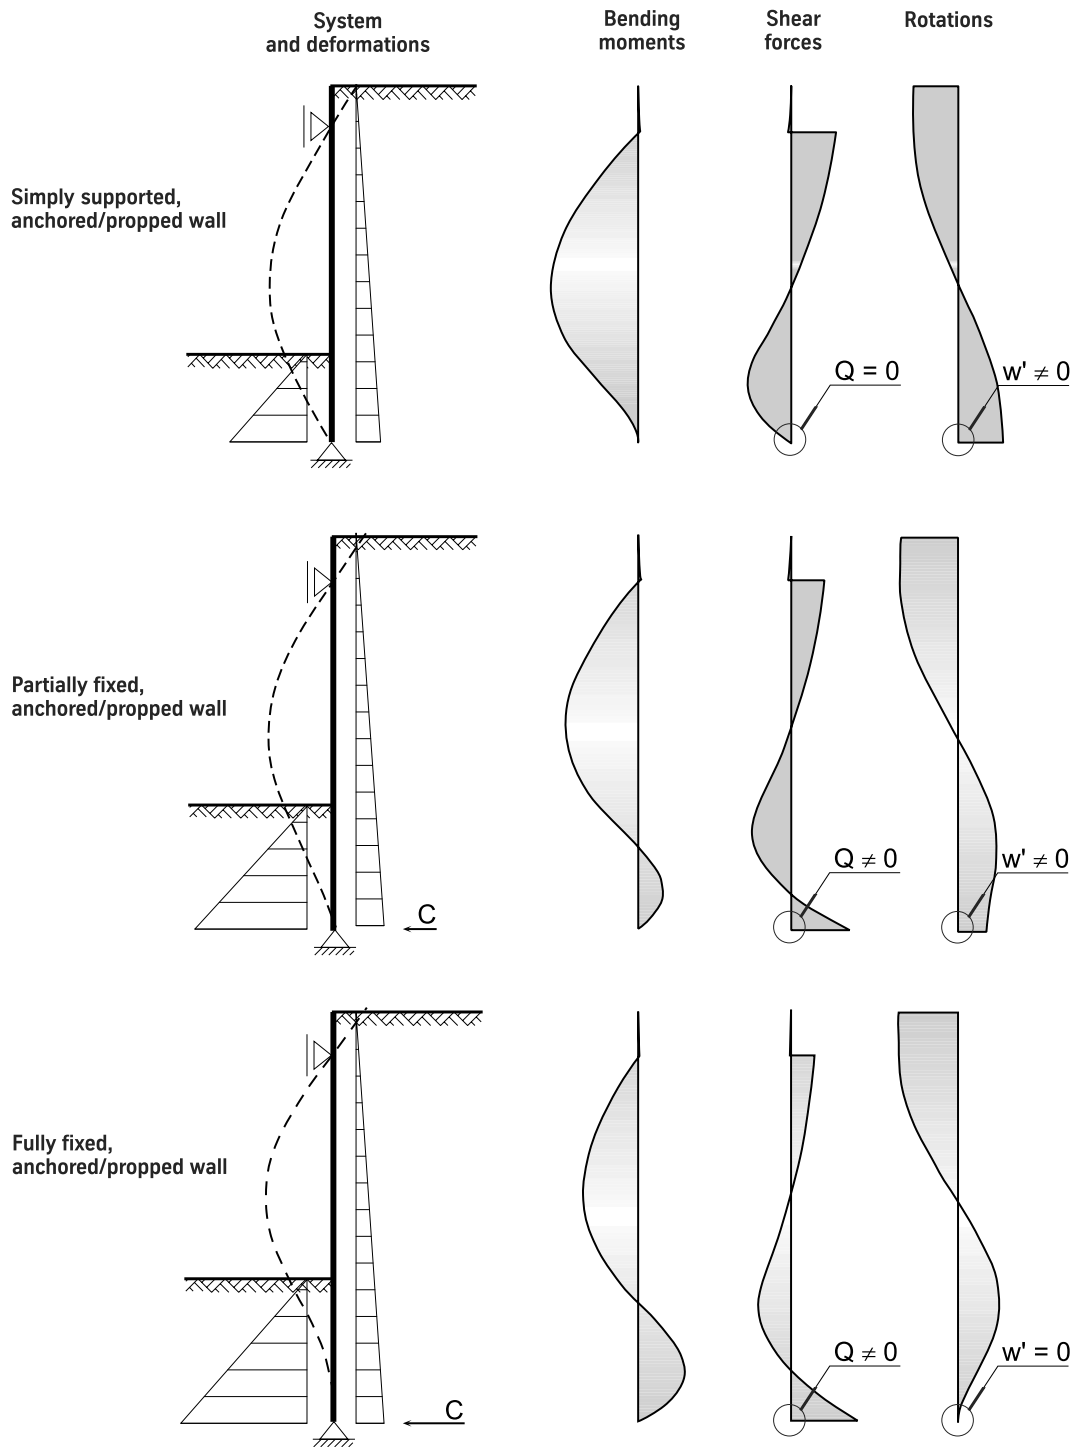 System
and deformations
Bending
moments
Shear
forces
Rotations
Simply supported,
anchored/propped wall
Q = 0
w' ≠ 0
Partially fixed,
anchored/propped wall
Q ≠ 0
w' ≠ 0
C
Fully fixed,
anchored/propped wall
Q ≠ 0
w' = 0
C